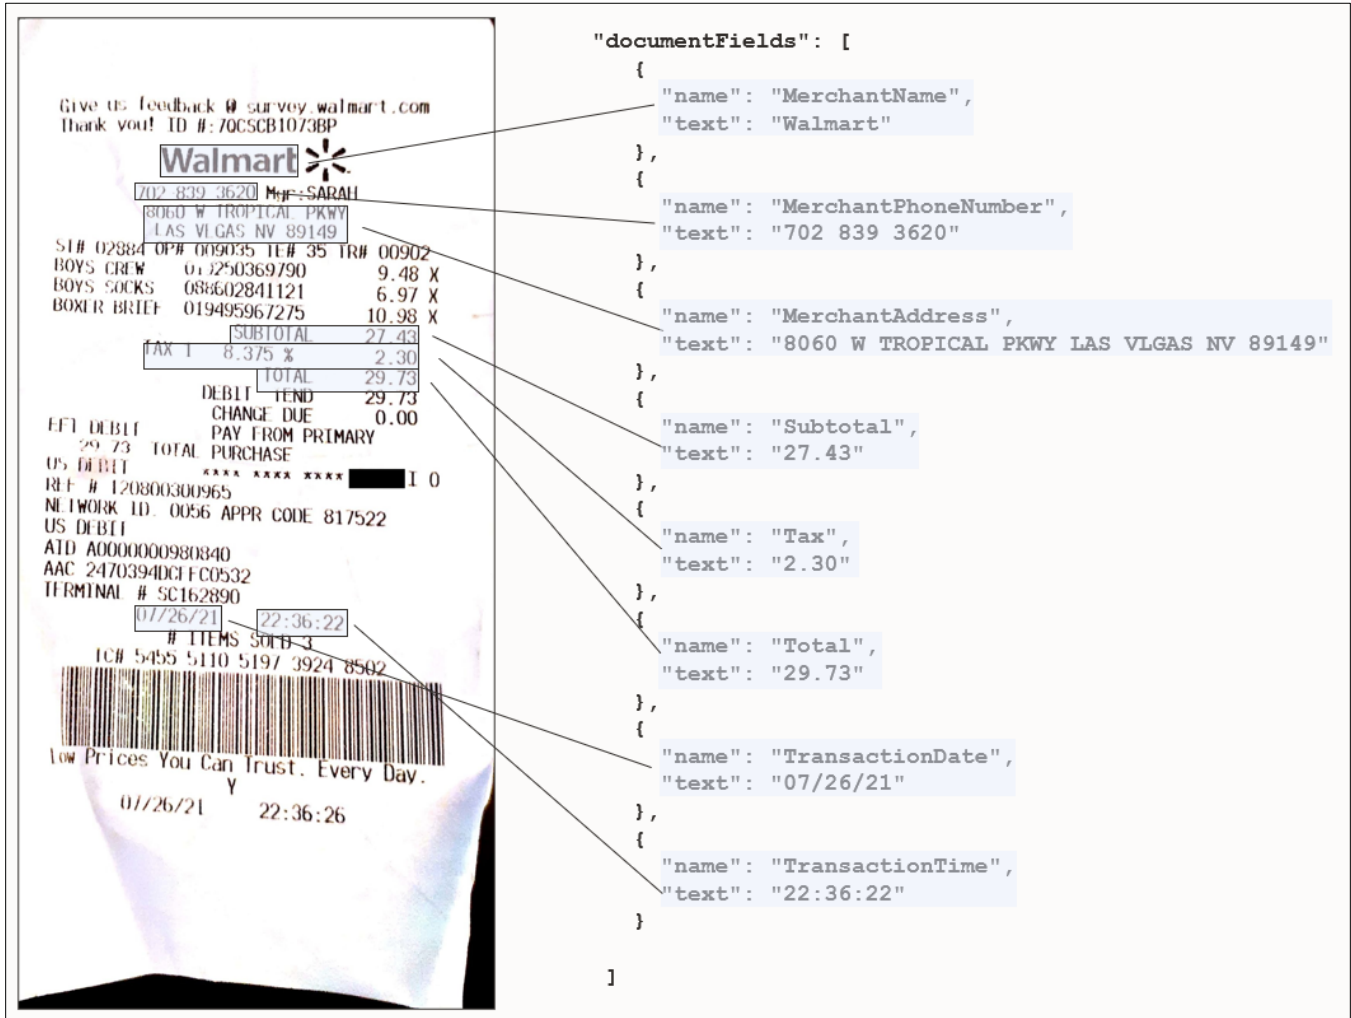 Give us feedback @ survey.walmart.com
Thank you! ID #:7QCSCB1073BP
Walmart
702 839 3620 Mgr:SARAH
8060 W TROPICAL PKWY
LAS VEGAS NV 89149
ST# 02884 OP# 009035 TE# 35 TR# 00902
BOYS CREW 9.48 X
BOYS SOCKS 088602841121 6.97 X
BOXER BRIEF 019495967275 10.98 X
SUBTOTAL 27.43
TAX 1 8.375 % 2.30
TOTAL 29.73
DEBIT TEND 29.73
CHANGE DUE 0.00
EFT DEBIT PAY FROM PRIMARY
29.73 TOTAL PURCHASE
US DEBIT **** **** **** I 0
REF # 120800300965
NETWORK ID. 0056 APPR CODE 817522
US DEBIT
AID A0000000980840
AAC 2470394DCFFC0532
TERMINAL # SC162890
07/26/21 22:36:22
# ITEMS SOLD 3
TC# 5455 5110 5197 3924 8502
Low Prices You Can Trust. Every Day.
Y
07/26/21 22:36:26
"documentFields": [
{
"name": "MerchantName",
"text": "Walmart"
},
{
"name": "MerchantPhoneNumber",
"text": "702 839 3620"
},
{
"name": "MerchantAddress",
"text": "8060 W TROPICAL PKWY LAS VLGAS NV 89149"
},
{
"name": "Subtotal",
"text": "27.43"
},
{
"name": "Tax",
"text": "2.30"
},
{
"name": "Total",
"text": "29.73"
},
{
"name": "TransactionDate",
"text": "07/26/21"
},
{
"name": "TransactionTime",
"text": "22:36:22"
}
]